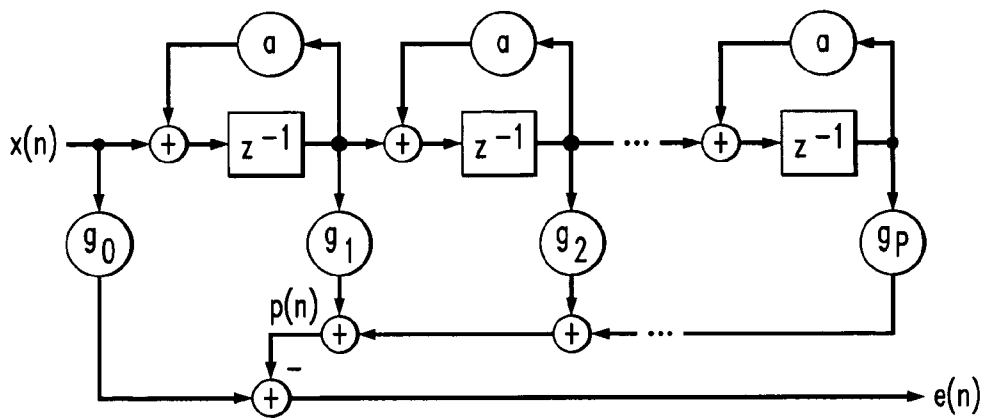 a a a
x(n) + z⁻¹ + z⁻¹ ... + z⁻¹
g₀ g₁ g₂ gₚ
p(n) + + ...
−
+ e(n)